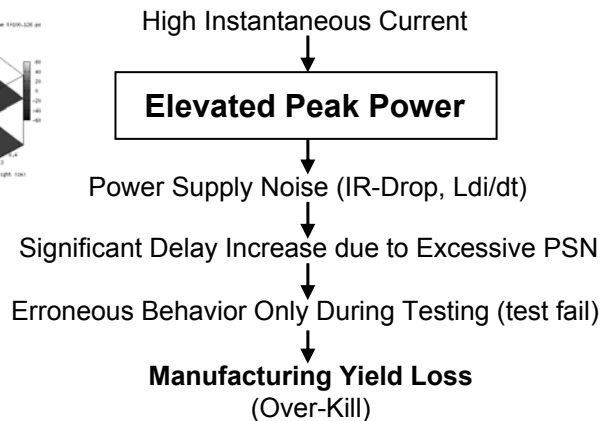 High Instantaneous Current
Elevated Peak Power
Power Supply Noise (IR-Drop, Ldi/dt)
Significant Delay Increase due to Excessive PSN
Erroneous Behavior Only During Testing (test fail)
Manufacturing Yield Loss
(Over-Kill)